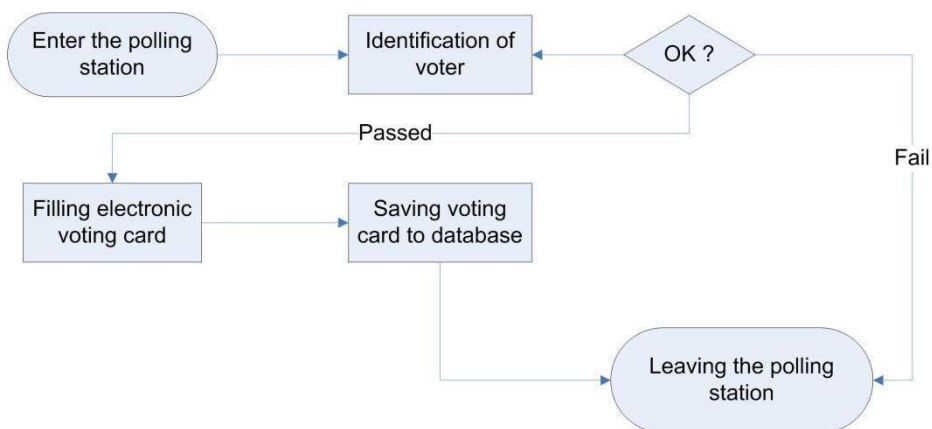 Enter the polling
station
Identification of
voter
OK ?
Passed
Fail
Filling electronic
voting card
Saving voting
card to database
Leaving the polling
station